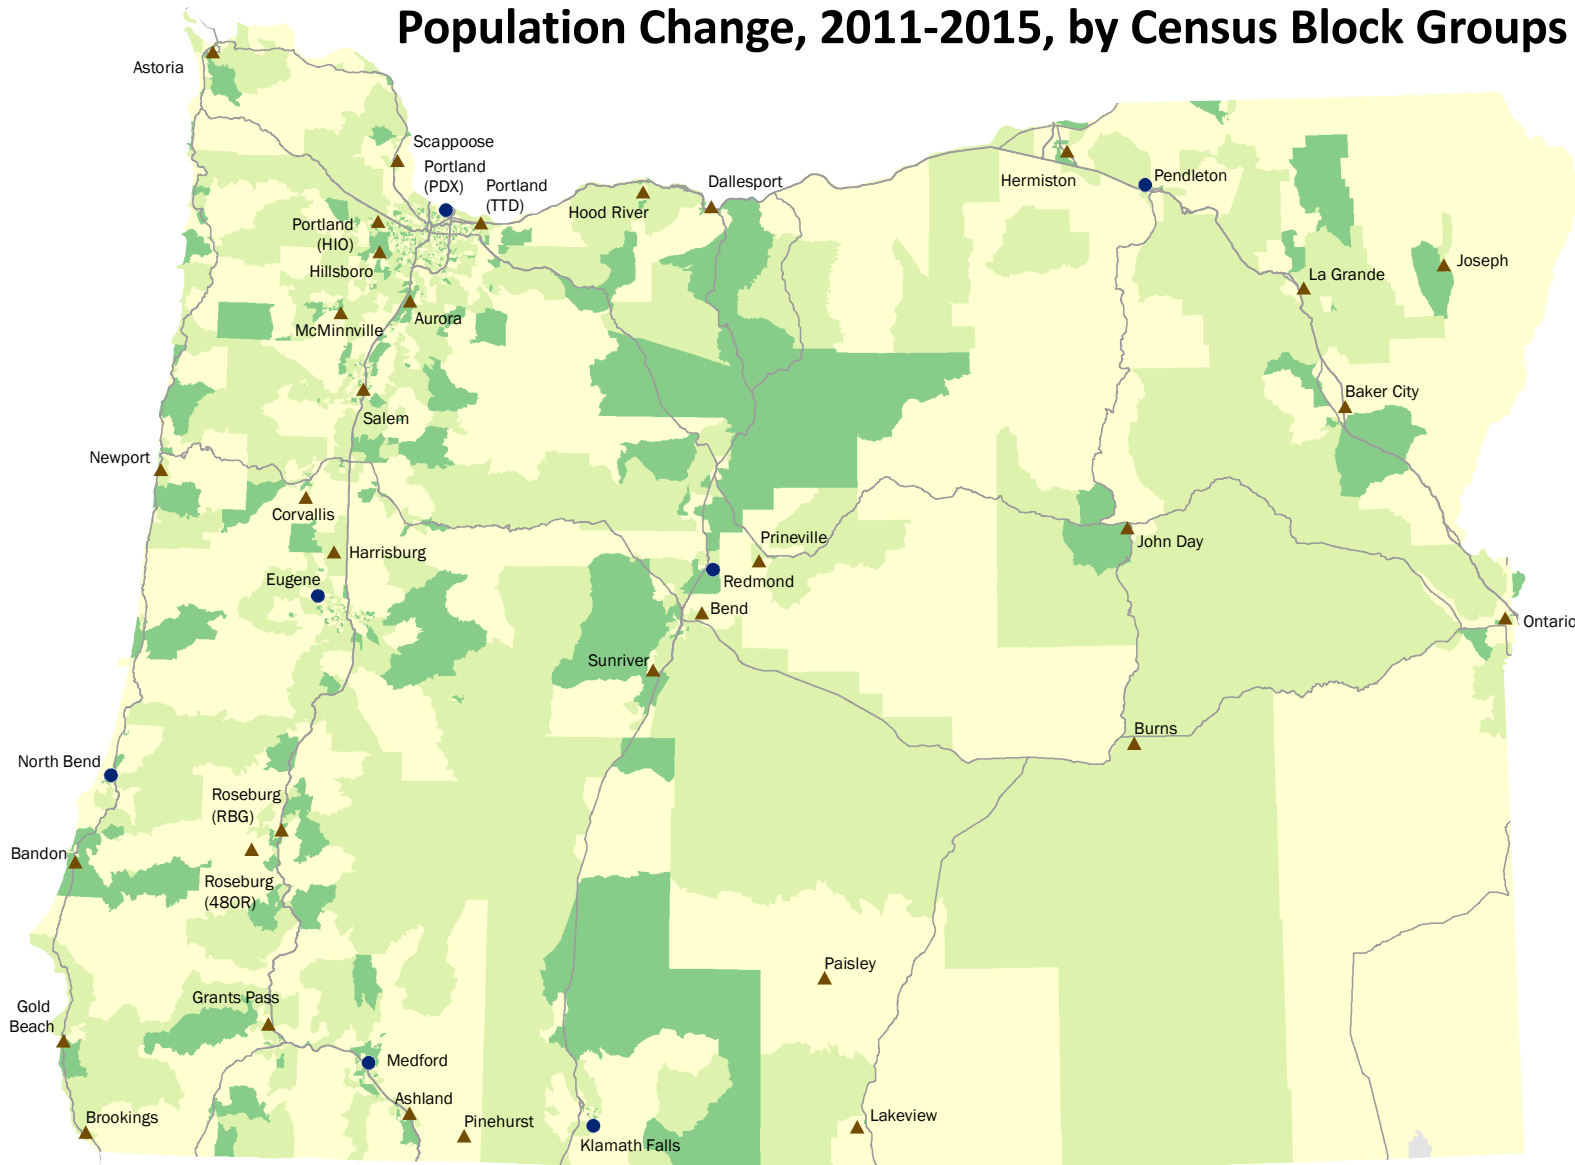 Population Change, 2011-2015, by Census Block Groups
Astoria
Scappoose
Portland
(PDX)
Portland
(TTD)
Dallesport
Hood River
Hermiston
Pendleton
Portland
(HIO)
Hillsboro
La Grande
Joseph
McMinnville
Aurora
Salem
Baker City
Newport
Corvallis
Harrisburg
Prineville
John Day
Eugene
Redmond
Bend
Ontario
Sunriver
Burns
North Bend
Roseburg
(RBG)
Bandon
Roseburg
(48OR)
Paisley
Gold
Beach
Grants Pass
Medford
Ashland
Brookings
Pinehurst
Klamath Falls
Lakeview